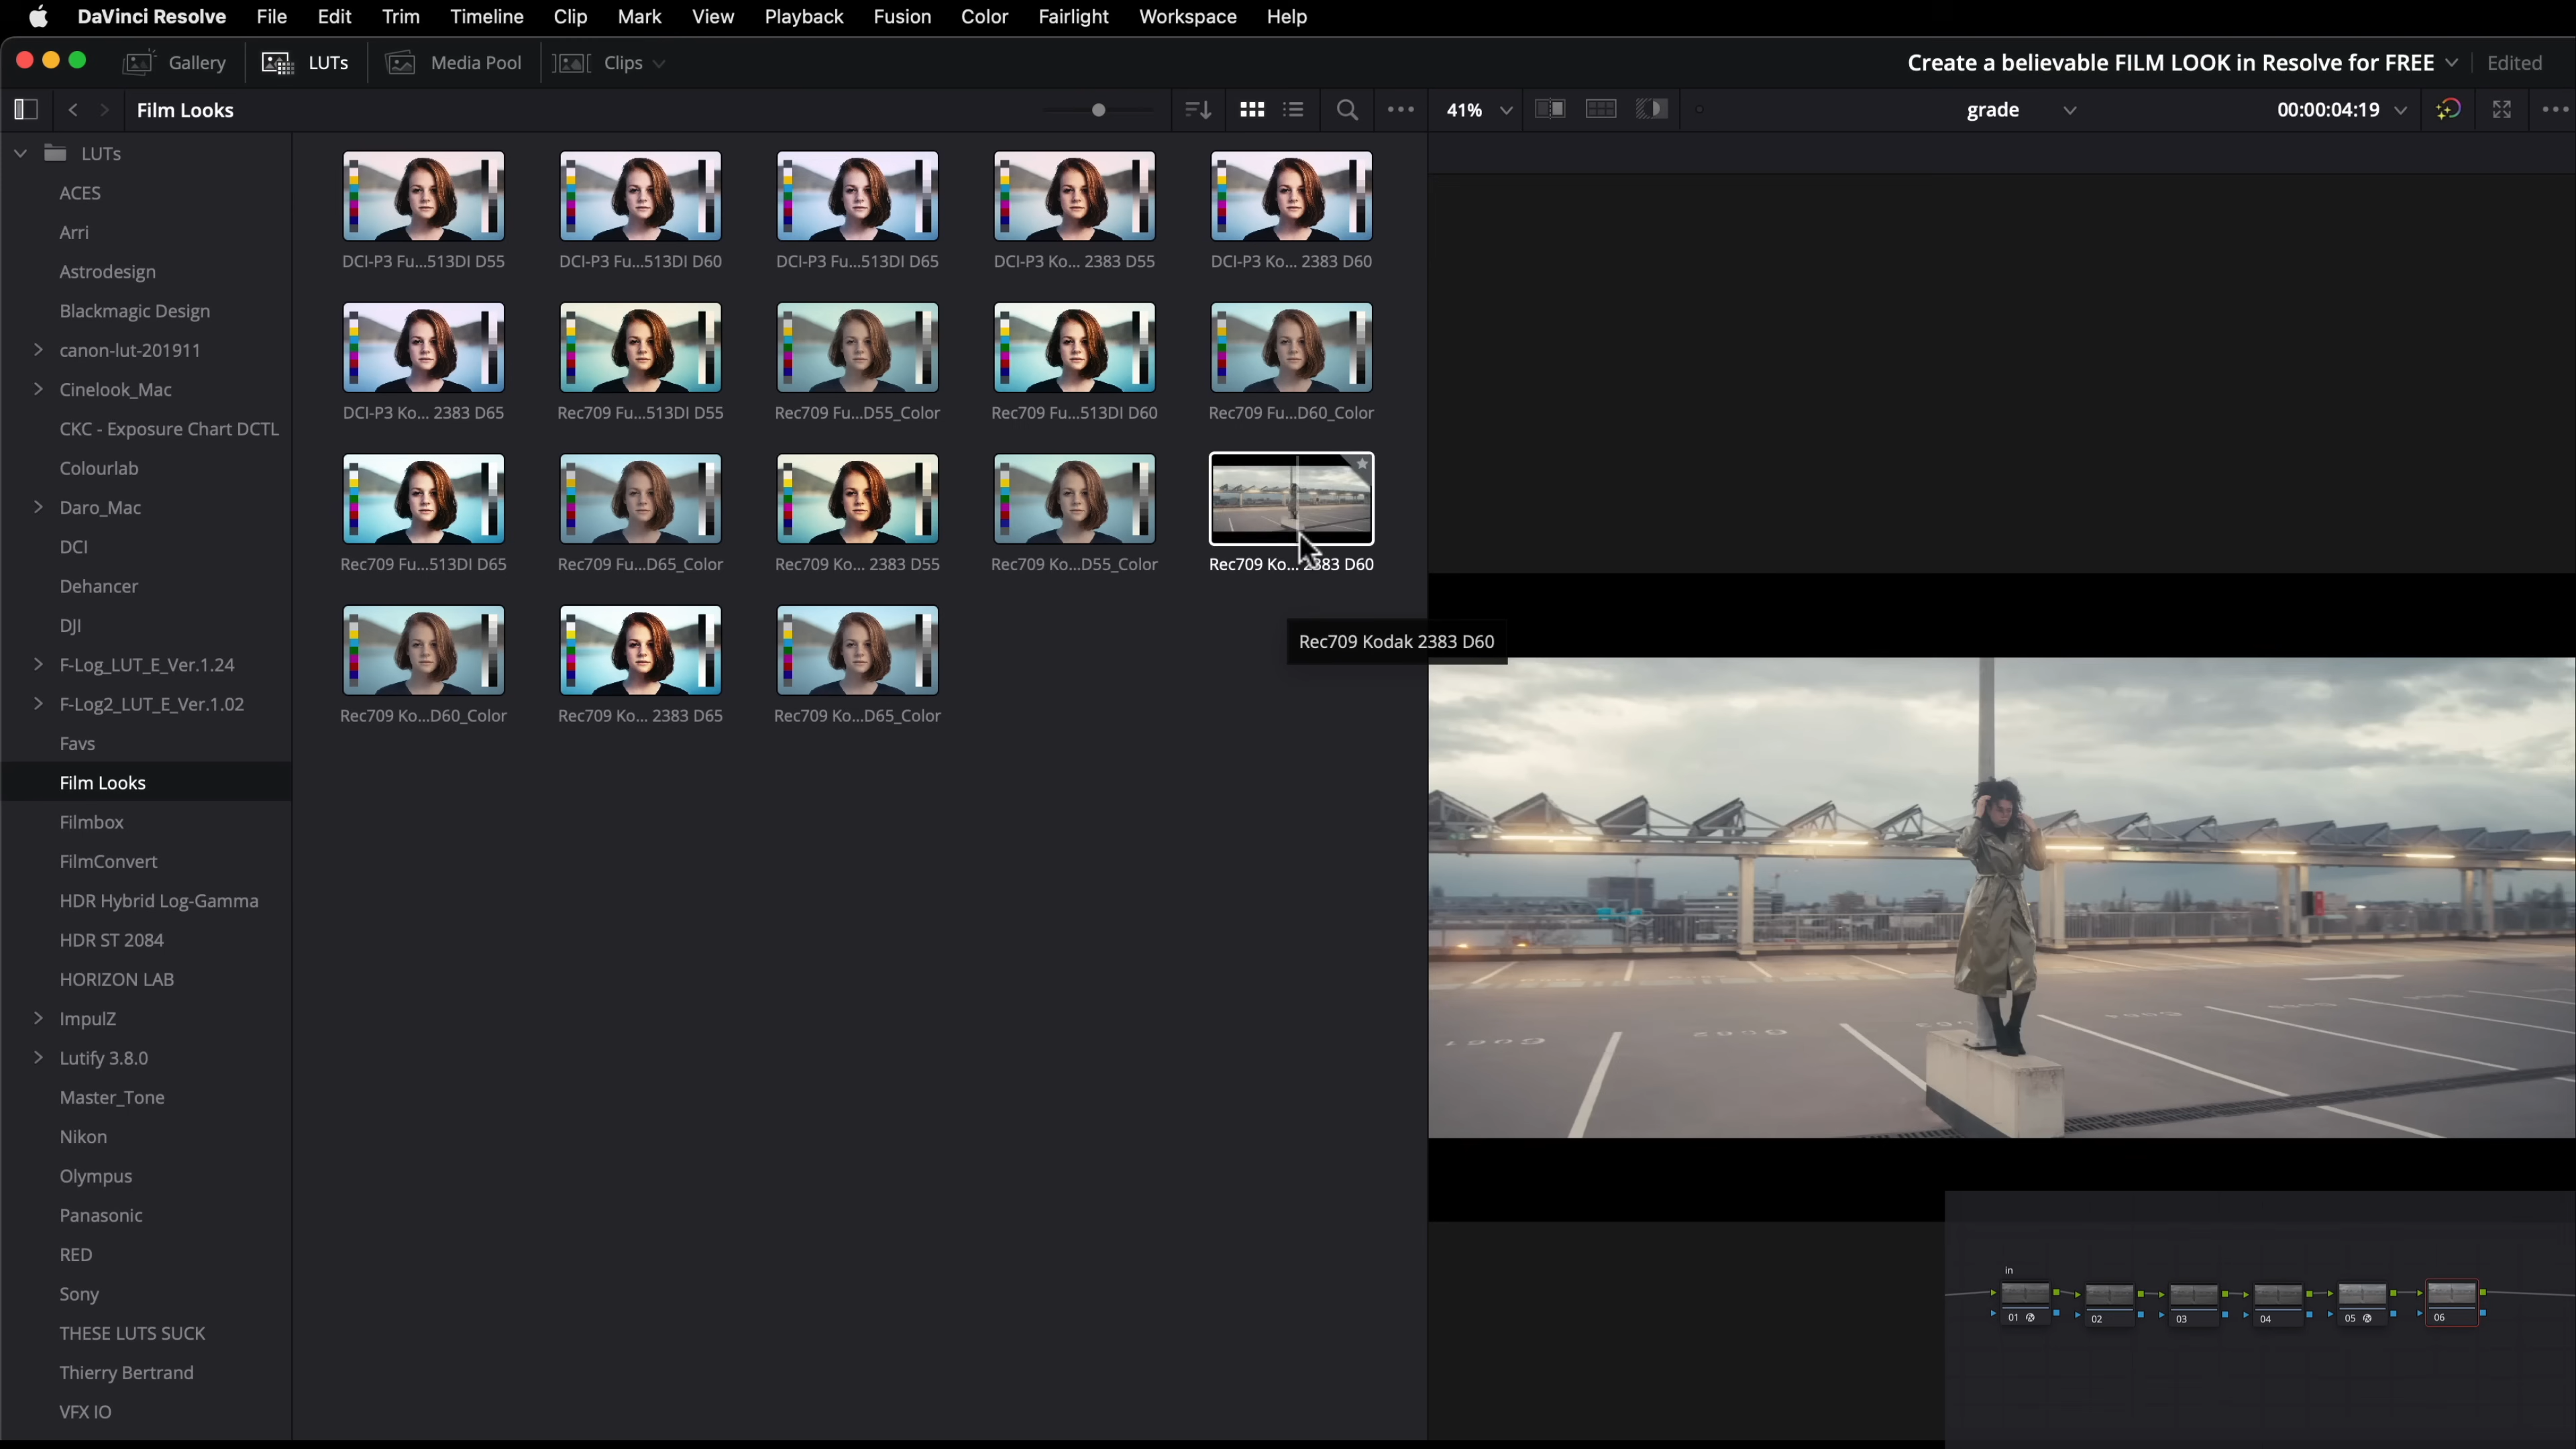 DaVinci Resolve File Edit Trim Timeline Clip Mark View Playback Fusion Color Fairlight Workspace Help
Gallery LUTs Media Pool Clips Create a believable FILM LOOK in Resolve for FREE Edited
Film Looks 41% grade 00:00:04:19
LUTs
ACES
Arri
Astrodesign
Blackmagic Design
canon-lut-201911
Cinelook_Mac
CKC - Exposure Chart DCTL
Colourlab
Daro_Mac
DCI
Dehancer
DJI
F-Log_LUT_E_Ver.1.24
F-Log2_LUT_E_Ver.1.02
Favs
Film Looks
Filmbox
FilmConvert
HDR Hybrid Log-Gamma
HDR ST 2084
HORIZON LAB
ImpulZ
Lutify 3.8.0
Master_Tone
Nikon
Olympus
Panasonic
RED
Sony
THESE LUTS SUCK
Thierry Bertrand
VFX IO
DCI-P3 Fu...513DI D55 DCI-P3 Fu...513DI D60 DCI-P3 Fu...513DI D65 DCI-P3 Ko... 2383 D55 DCI-P3 Ko... 2383 D60
DCI-P3 Ko... 2383 D65 Rec709 Fu...513DI D55 Rec709 Fu...D55_Color Rec709 Fu...513DI D60 Rec709 Fu...D60_Color
Rec709 Fu...513DI D65 Rec709 Fu...D65_Color Rec709 Ko... 2383 D55 Rec709 Ko...D55_Color Rec709 Ko... 2383 D60
Rec709 Kodak 2383 D60
Rec709 Ko...D60_Color Rec709 Ko... 2383 D65 Rec709 Ko...D65_Color
in
01 02 03 04 05 06